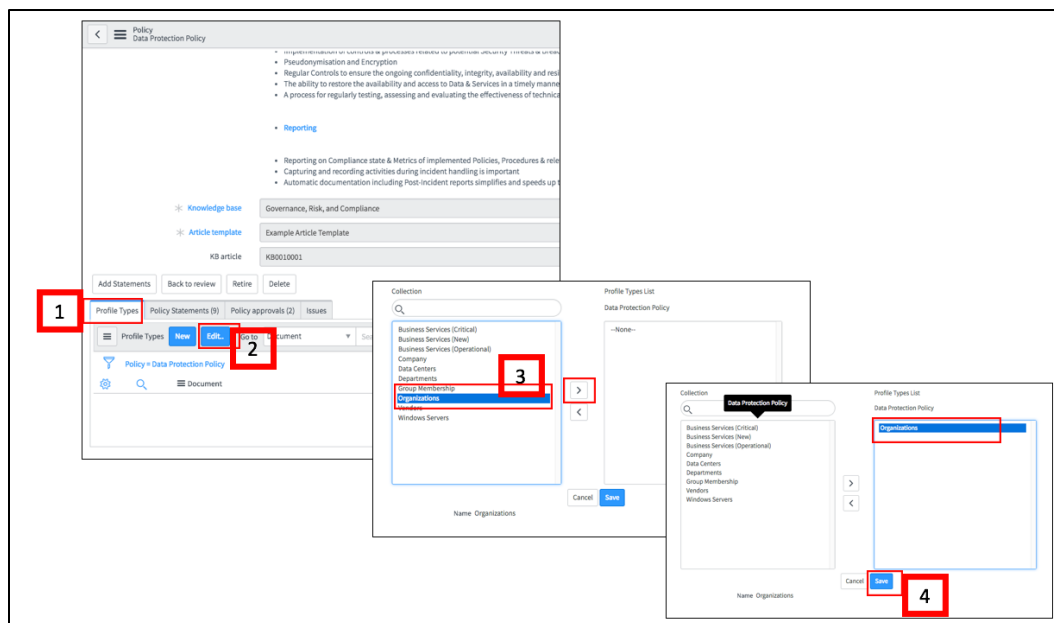 Policy
Data Protection Policy
• Implementation of Controls & processes related to potential Security Threats &
• Pseudonymisation and Encryption
• Regular Controls to ensure the ongoing confidentiality, integrity, availability and resi
• The ability to restore the availability and access to Data & Services in a timely manne
• A process for regularly testing, assessing and evaluating the effectiveness of technica
• Reporting
• Reporting on Compliance state & Metrics of implemented Policies, Procedures & rele
• Capturing and recording activities during incident handling is important
• Automatic documentation including Post-Incident reports simplifies and speeds up t
Knowledge base
Governance, Risk, and Compliance
Article template
Example Article Template
KB article
KB0010001
Add Statements
Back to review
Retire
Delete
1
Profile Types
Policy Statements (9)
Policy approvals (2)
Issues
Profile Types
New
Edit..
Go to
Document
Sea
2
Policy = Data Protection Policy
Document
Collection
Business Services (Critical)
Business Services (New)
Business Services (Operational)
Company
Data Centers
Departments
Group Membership
Organizations
Vendors
Windows Servers
3
>
<
Profile Types List
Data Protection Policy
--None--
Cancel
Save
Name Organizations
Collection
Data Protection Policy
Business Services (Critical)
Business Services (New)
Business Services (Operational)
Company
Data Centers
Departments
Group Membership
Vendors
Windows Servers
>
<
Profile Types List
Data Protection Policy
Organizations
Cancel
Save
4
Name Organizations